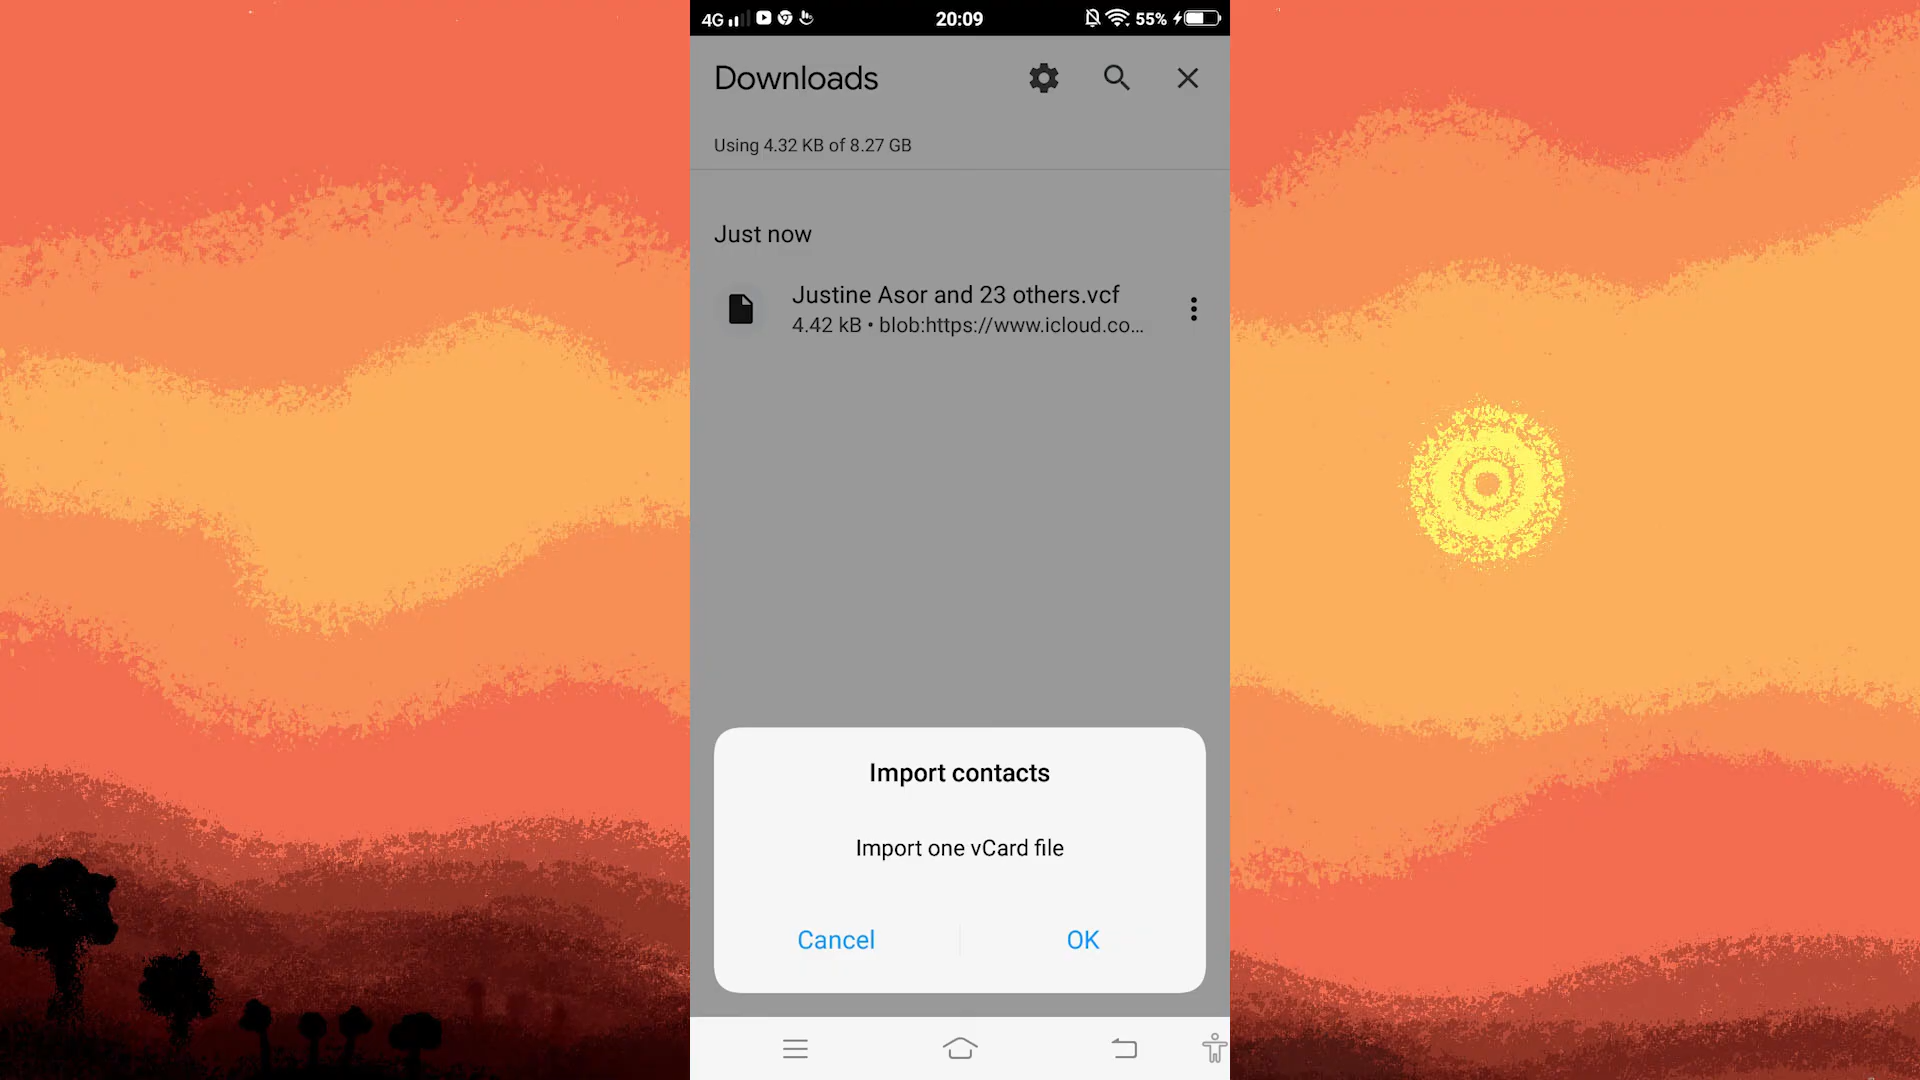 4G 20:09 55%
Downloads
Using 4.32 KB of 8.27 GB
Just now
Justine Asor and 23 others.vcf
4.42 kB • blob:https://www.icloud.co...
Import contacts
Import one vCard file
Cancel OK